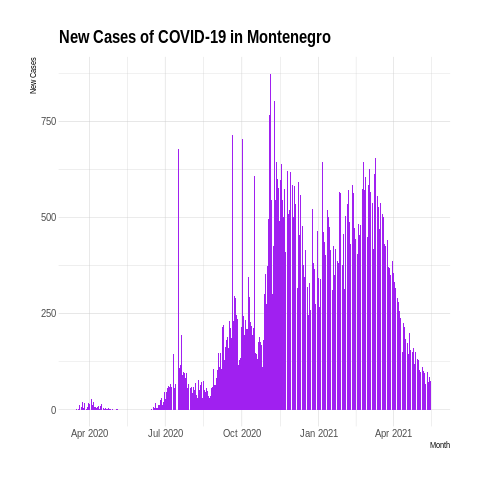 New Cases of COVID-19 in Montenegro
New Cases
750
500
250
0
Apr 2020 Jul 2020 Oct 2020 Jan 2021 Apr 2021
Month